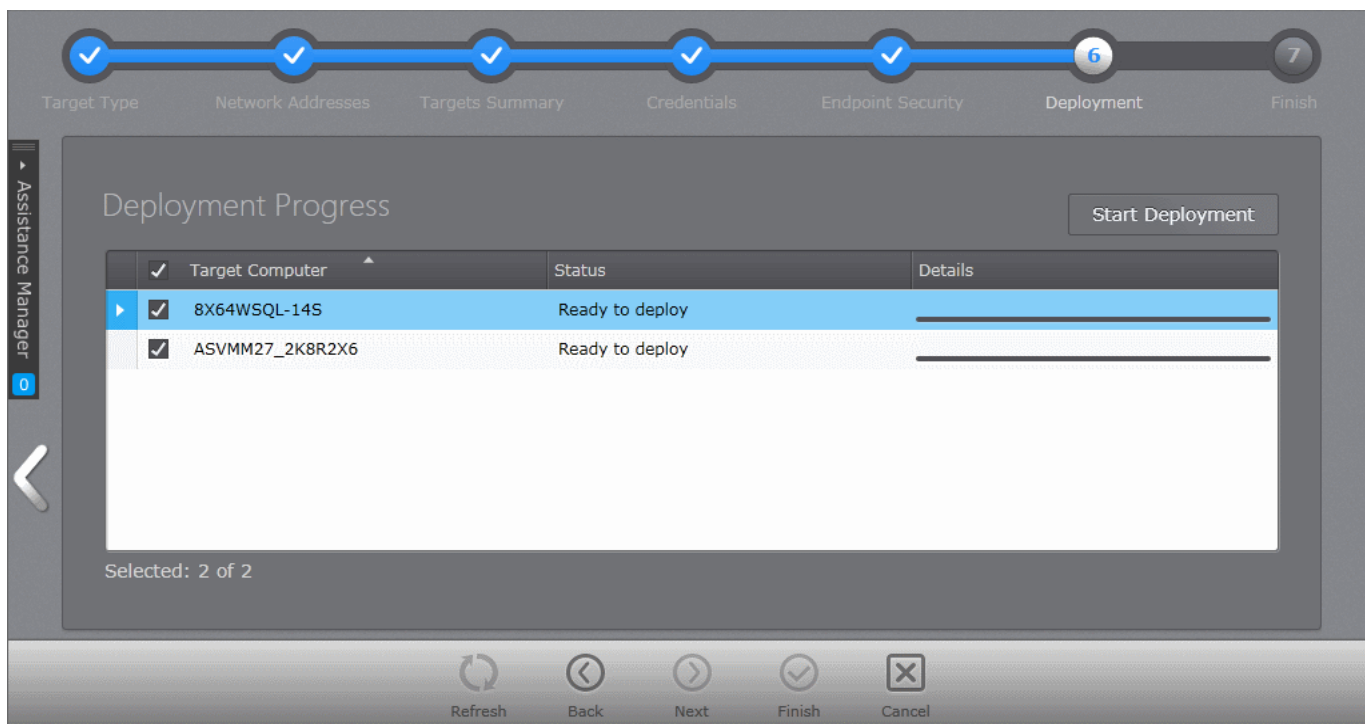 6 7
Target Type Network Addresses Targets Summary Credentials Endpoint Security Deployment Finish
Assistance Manager
0
Deployment Progress
Start Deployment
Target Computer Status Details
8X64WSQL-14S Ready to deploy
ASVMM27_2K8R2X6 Ready to deploy
Selected: 2 of 2
Refresh Back Next Finish Cancel